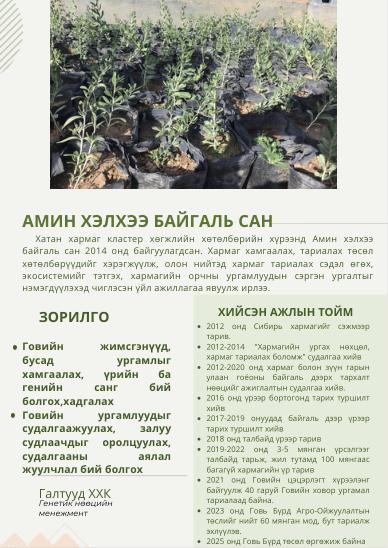 АМИН ХЭЛХЭЭ БАЙГАЛЬ САН
Хатан хармаг кластер хөгжлийн хөтөлбөрийн хүрээнд Амин хэлхээ
байгаль сан 2014 онд байгуулагдсан. Хармаг хамгаалах, тариалах төсөл
хөтөлбөрүүдийг хэрэгжүүлж, олон нийтэд хармаг тариалах сэдэл өгөх,
экосистемийг тэтгэх, хармагийн орчны ургамлуудын сэргэн ургалтыг
нэмэгдүүлэхэд чиглэсэн үйл ажиллагаа явуулж ирлээ.
ЗОРИЛГО
Говийн жимсгэнүүд,
бусад ургамлыг
хамгаалах, үрийн ба
генийн санг бий
болгох,хадгалах
Говийн ургамлуудыг
судалгаажуулах, залуу
судлаачдыг оролцуулах,
судалгааны аялал
жуулчлал бий болгох
Галтууд ХХК
Генетик нөөцийн
менежмент
ХИЙСЭН АЖЛЫН ТОЙМ
2012 онд Сибирь хармагийг сэжмээр
тарив.
2012-2014 "Хармагийн ургах нөхцөл,
хармаг тариалах боломж" судалгаа хийв
2012-2020 онд хармаг болон зүүн гарын
улаан гоёоны байгаль дээрх тархалт
нөөцийг ажиглалтын судалгаа хийв.
2016 онд үрээр бортогонд тарих туршилт
хийв
2017-2019 онуудад байгаль дээр үрээр
тарих туршилт хийв
2018 онд талбайд үрээр тарив
2019-2022 онд 3-5 мянган үрсэлгээг
талбайд тарьж, жил тутамд 100 мянгаас
багагүй хармагийн үр тарив
2021 онд Говийн цэцэрлэгт хүрээлэнг
байгуулж 40 гаруй Говийн ховор ургамал
тариалаад байна.
2023 онд Говь Бүрд Агро-Ойжуулалтын
төслийг нийт 60 мянган мод, бут тариалж
эхлүүлэв.
2025 онд Говь Бүрд төсөл өргөжиж байна